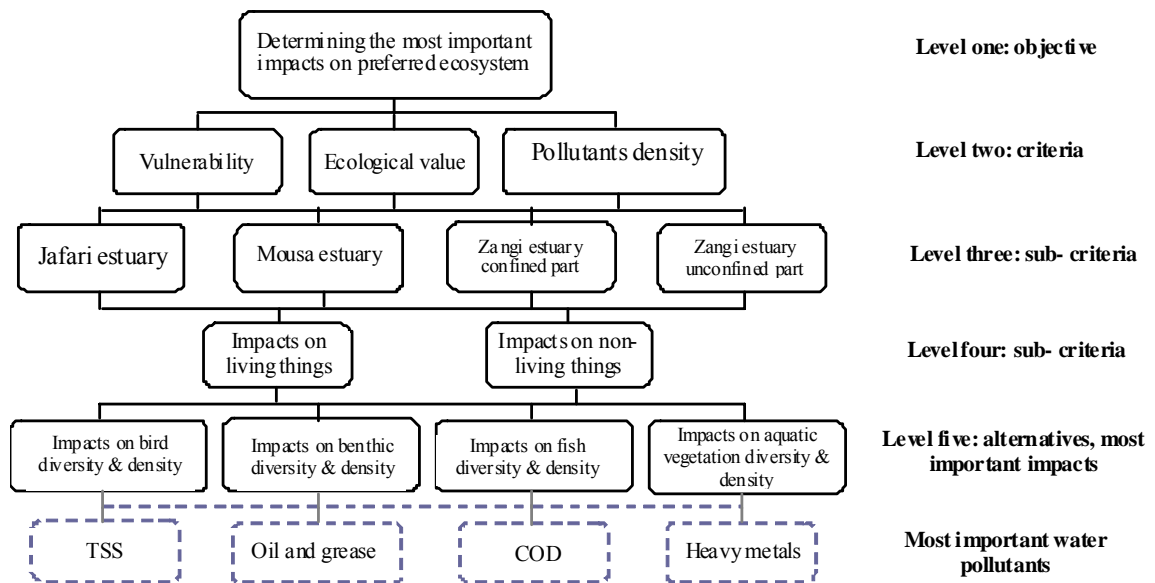 Determining the most important
impacts on preferred ecosystem
Level one: objective
Vulnerability
Ecological value
Pollutants density
Level two: criteria
Jafari estuary
Mousa estuary
Zangi estuary
confined part
Zangi estuary
unconfined part
Level three: sub- criteria
Impacts on
living things
Impacts on non-
living things
Level four: sub- criteria
Impacts on bird
diversity & density
Impacts on benthic
diversity & density
Impacts on fish
diversity & density
Impacts on aquatic
vegetation diversity &
density
Level five: alternatives, most
important impacts
TSS
Oil and grease
COD
Heavy metals
Most important water
pollutants